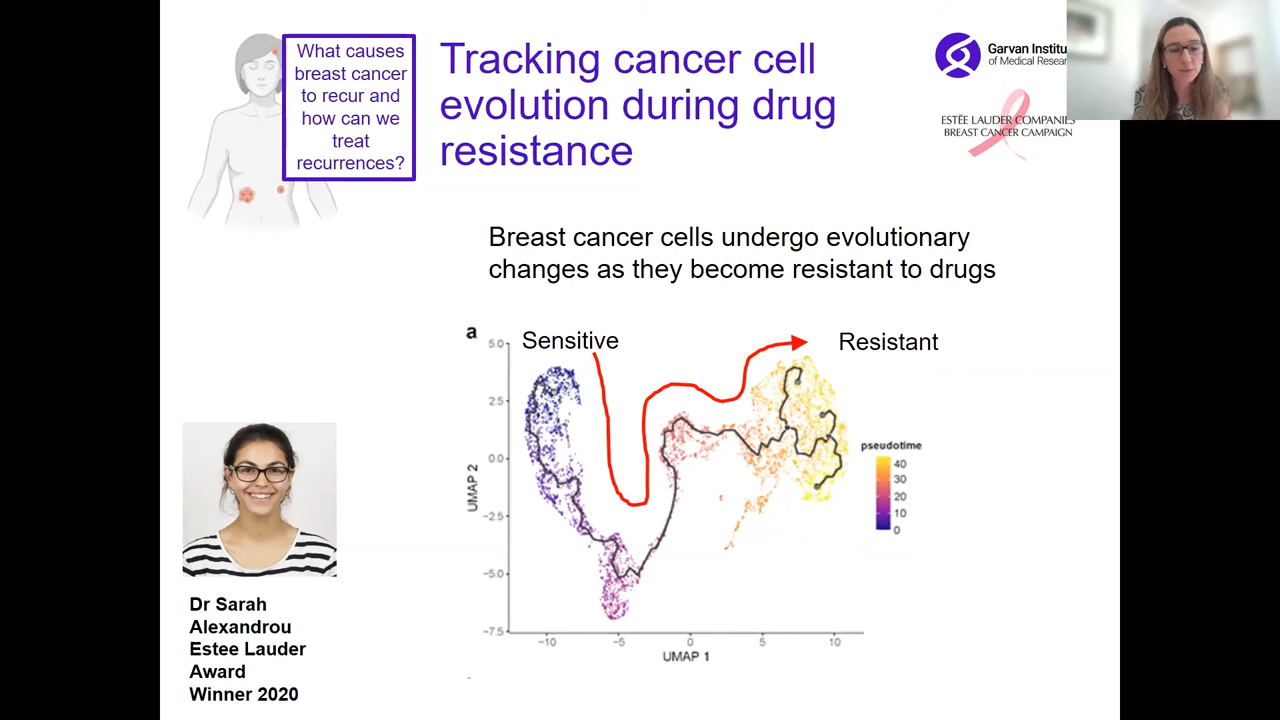 What causes
breast cancer
to recur and
how can we
treat
recurrences?
Tracking cancer cell
evolution during drug
resistance
Garvan
of Medical
ESTĒE LAUDER COMPANIES
BREAST CANCER CAMPAIGN
Breast cancer cells undergo evolutionary
changes as they become resistant to drugs
a
Sensitive
Resistant
5.0
2.5
0.0
−2.5
−5.0
−7.5
UMAP 2
−10
−5
0
5
10
UMAP 1
pseudotime
40
30
20
10
0
Dr Sarah
Alexandrou
Estee Lauder
Award
Winner 2020